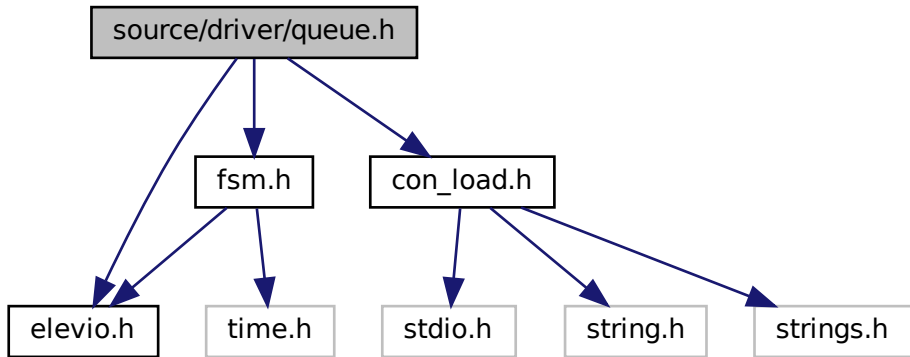 source/driver/queue.h
fsm.h
con_load.h
elevio.h
time.h
stdio.h
string.h
strings.h